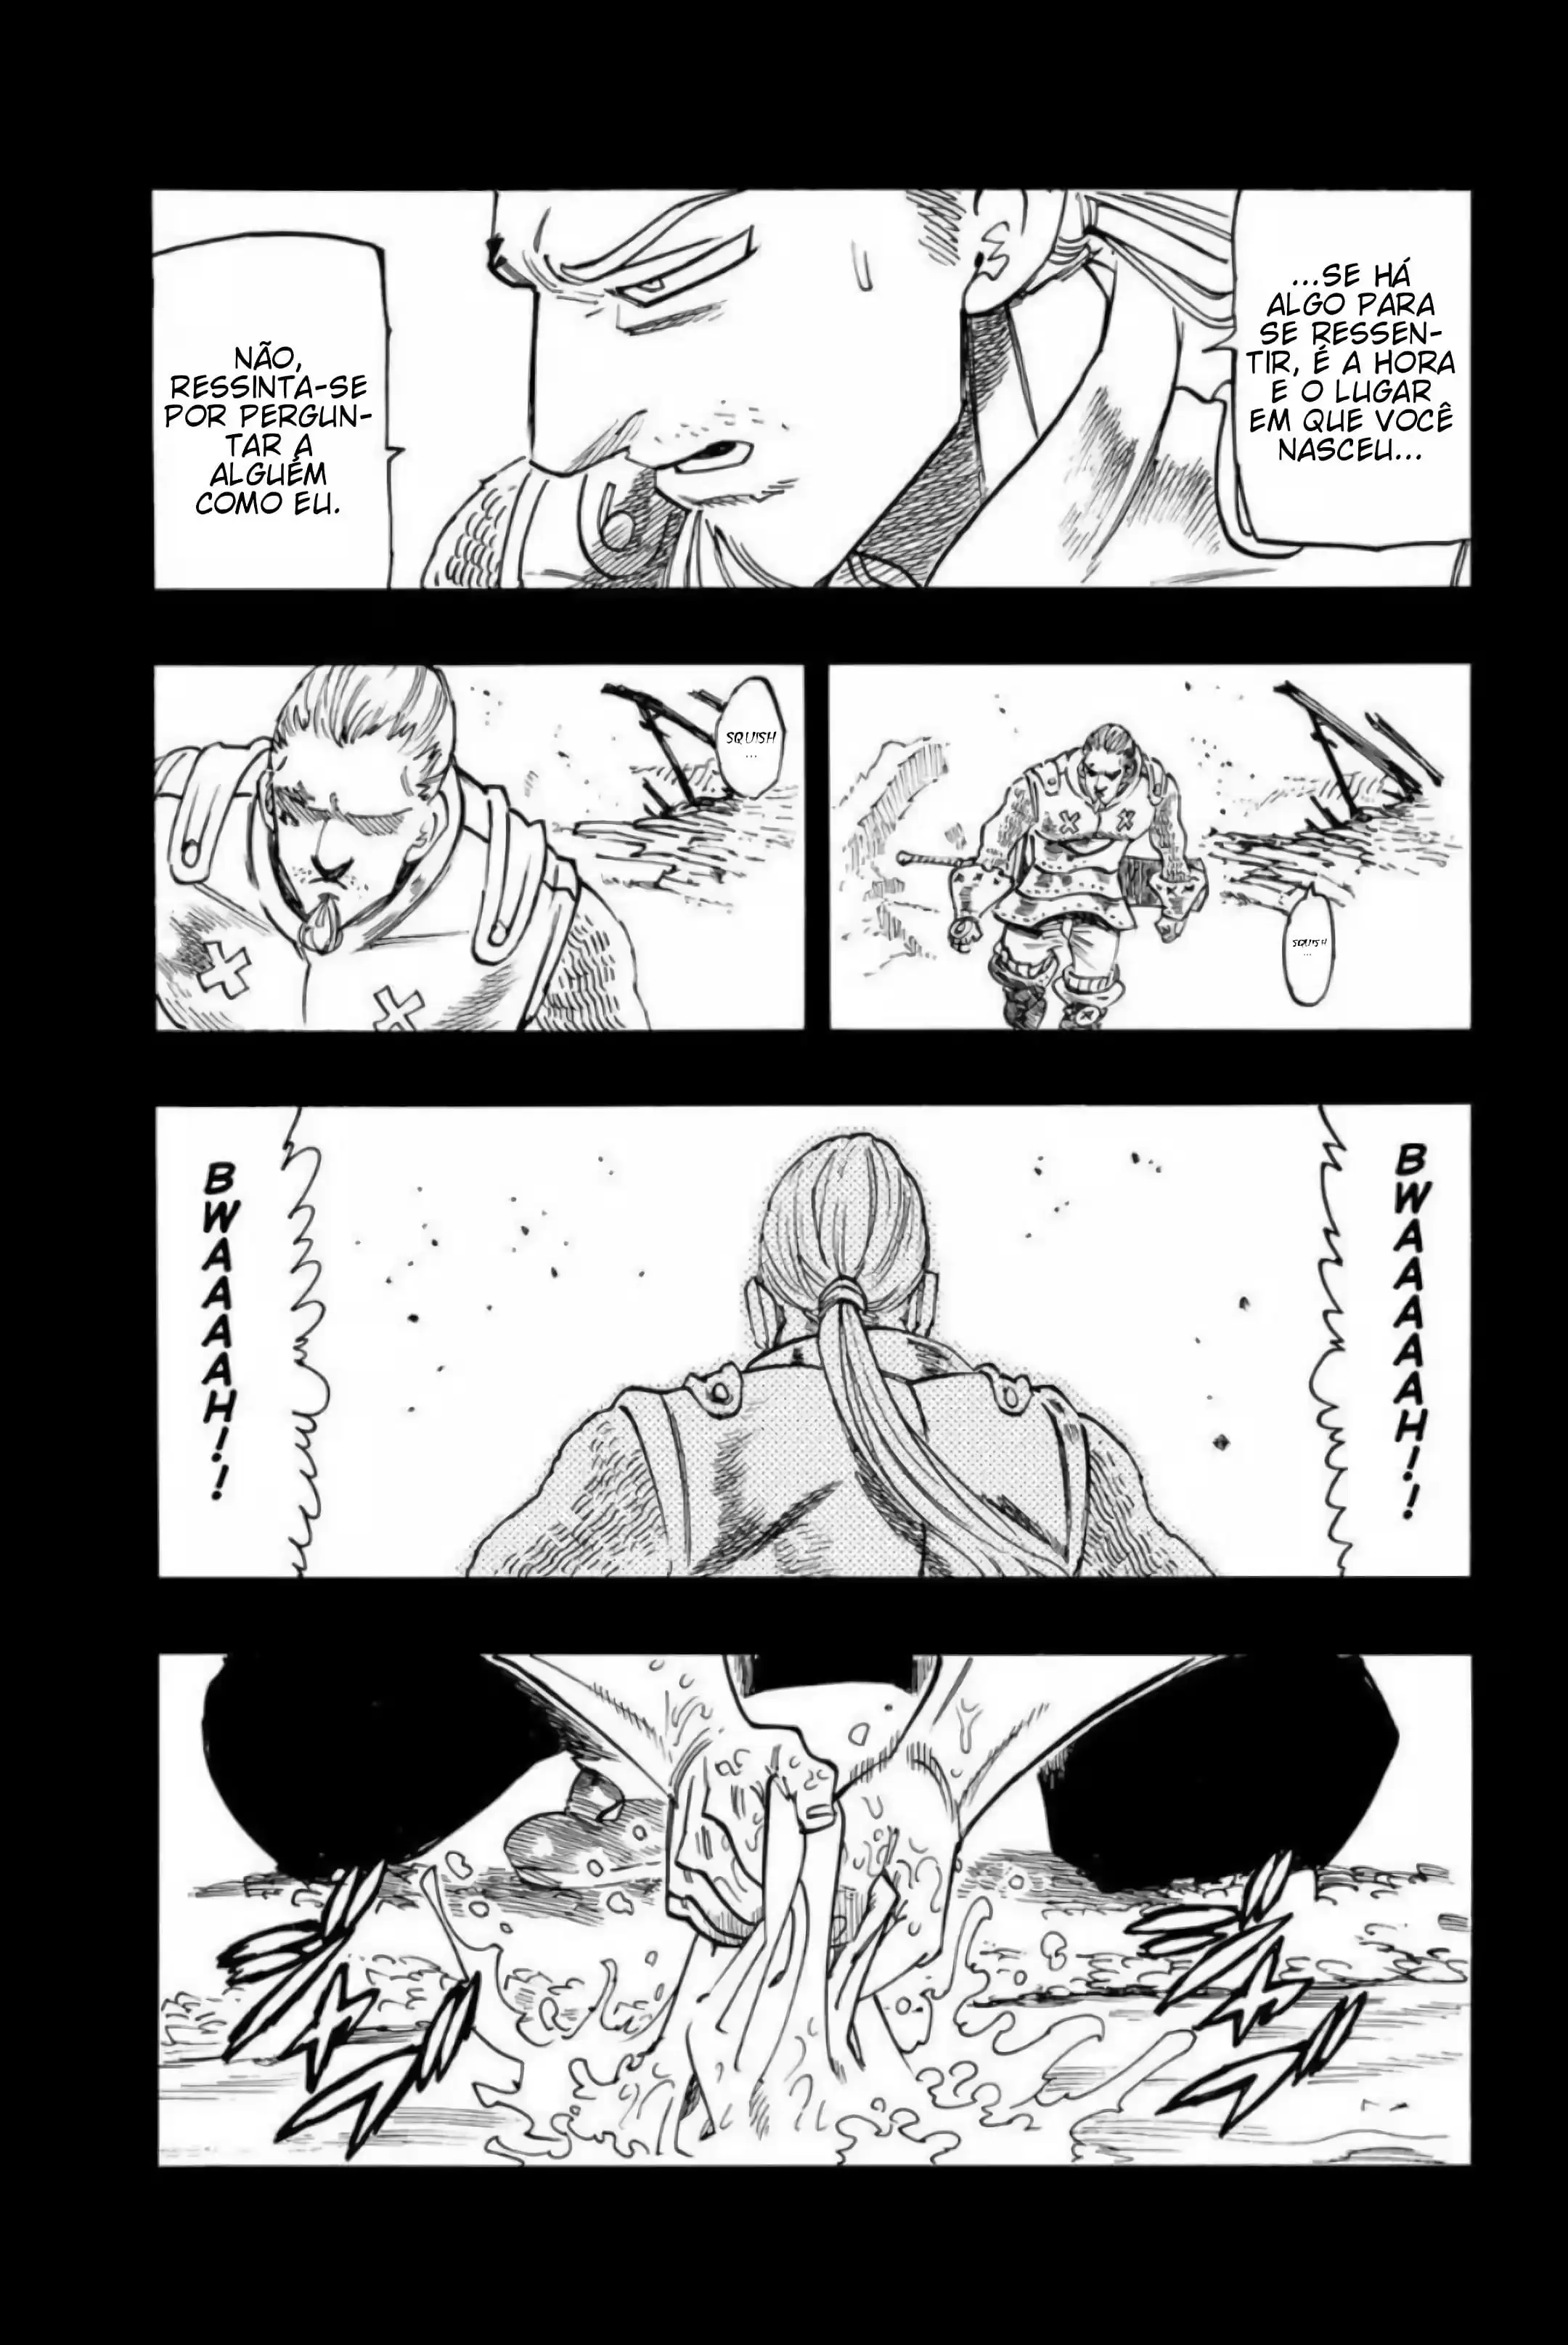 ...SE HÁ
ALGO PARA
SE RESSEN-
TIR, É A HORA
E O LUGAR
EM QUE VOCÊ
NASCEU...
NÃO,
RESSINTA-SE
POR PERGUN-
TAR A
ALGUÉM
COMO EU.
SQUISH
...
SQUISH
...
BWAAAAAH!!
BWAAAAH!!